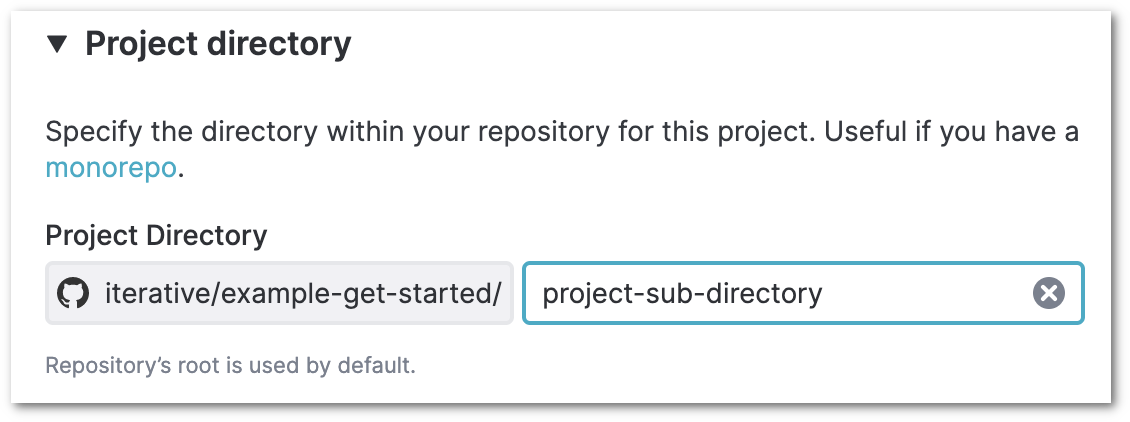 Project directory
Specify the directory within your repository for this project. Useful if you have a
monorepo.
Project Directory
iterative/example-get-started/ project-sub-directory
Repository’s root is used by default.